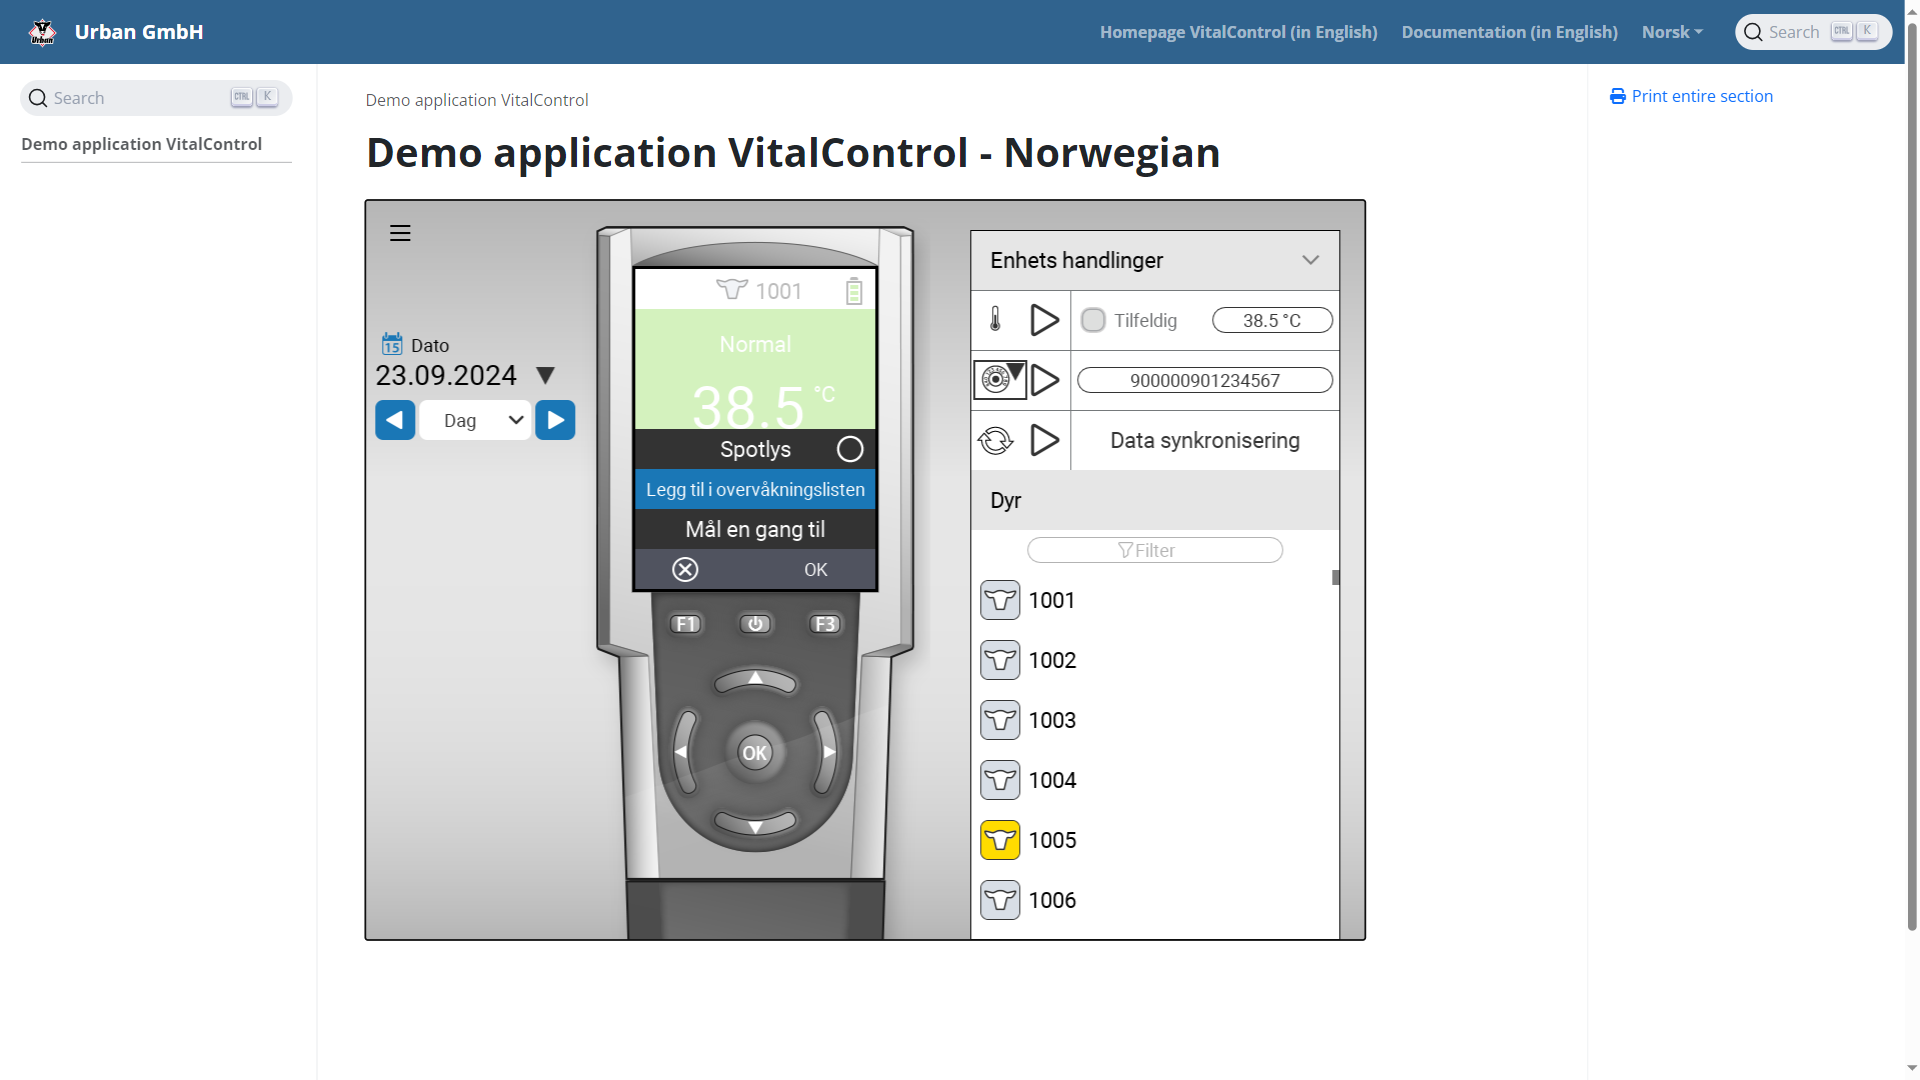 Urban GmbH
Homepage VitalControl (in English)
Documentation (in English)
Norsk
Search CTRL K
Search CTRL K
Demo application VitalControl
Demo application VitalControl
Demo application VitalControl - Norwegian
Print entire section
15 Dato
23.09.2024
Dag
1001
Normal
38.5 °C
Spotlys
Legg til i overvåkningslisten
Mål en gang til
OK
F1
F3
OK
Enhets handlinger
Tilfeldig 38.5 °C
900000901234567
Data synkronisering
Dyr
Filter
1001
1002
1003
1004
1005
1006